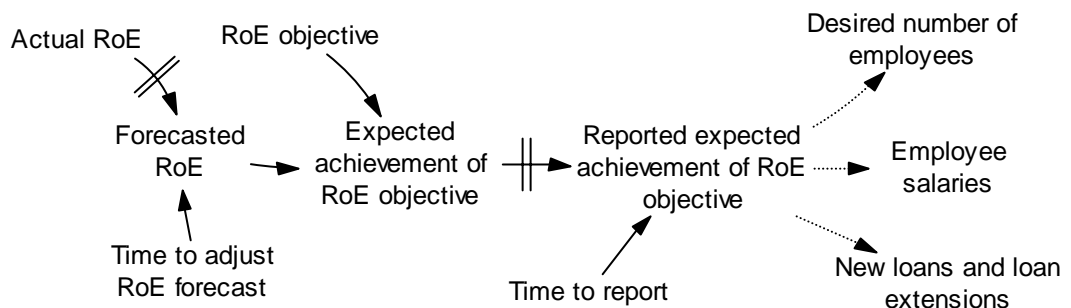 Actual RoE
RoE objective
Desired number of
employees
Forecasted
RoE
Expected
achievement of
RoE objective
Reported expected
achievement of RoE
objective
Employee
salaries
Time to adjust
RoE forecast
Time to report
New loans and loan
extensions